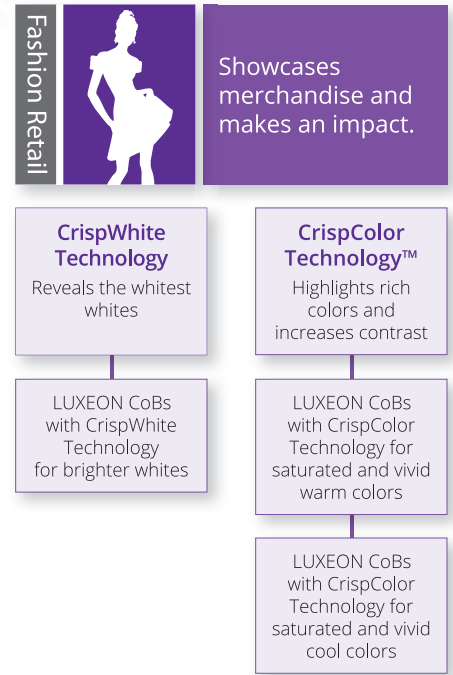 Fashion Retail
Showcases
merchandise and
makes an impact.
CrispWhite
Technology
Reveals the whitest
whites
LUXEON CoBs
with CrispWhite
Technology
for brighter whites
CrispColor
Technology™
Highlights rich
colors and
increases contrast
LUXEON CoBs
with CrispColor
Technology for
saturated and vivid
warm colors
LUXEON CoBs
with CrispColor
Technology for
saturated and vivid
cool colors